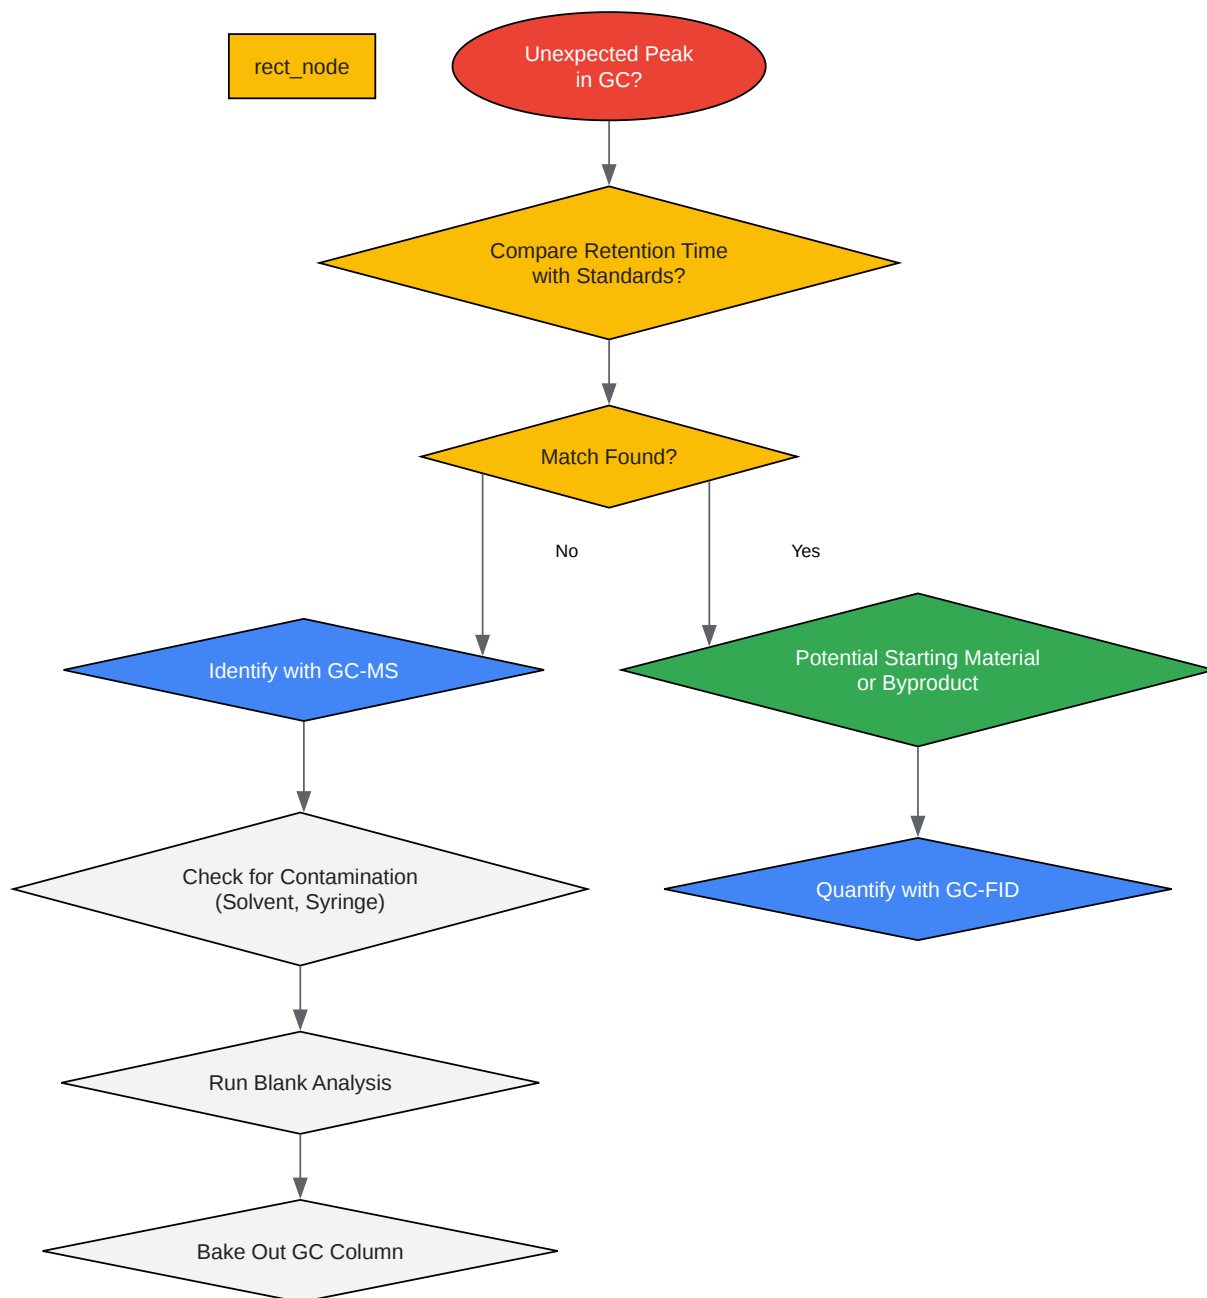 rect_node
Unexpected Peak
in GC?
Compare Retention Time
with Standards?
Match Found?
No
Yes
Identify with GC-MS
Potential Starting Material
or Byproduct
Check for Contamination
(Solvent, Syringe)
Quantify with GC-FID
Run Blank Analysis
Bake Out GC Column